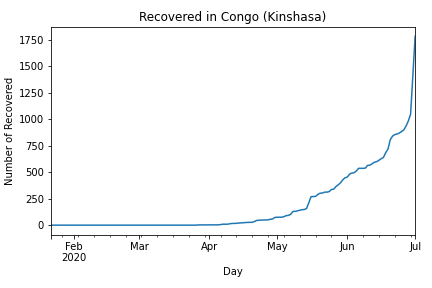 Recovered in Congo (Kinshasa)
Number of Recovered
1750
1500
1250
1000
750
500
250
0
Feb Mar Apr May Jun Jul
2020
Day